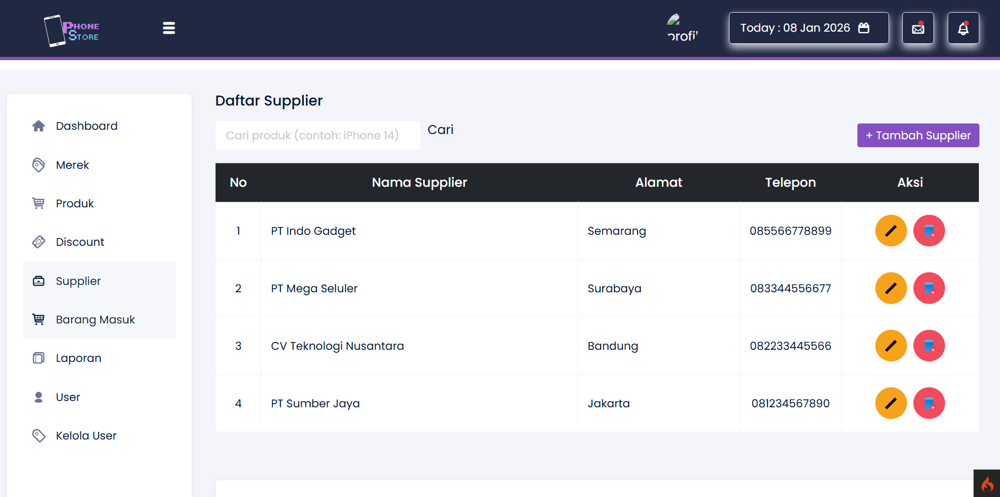 PHONE
STORE
profil
Today : 08 Jan 2026
Dashboard
Merek
Produk
Discount
Supplier
Barang Masuk
Laporan
User
Kelola User
Daftar Supplier
Cari produk (contoh: iPhone 14)
Cari
+ Tambah Supplier
No Nama Supplier Alamat Telepon Aksi
1 PT Indo Gadget Semarang 085566778899
2 PT Mega Seluler Surabaya 083344556677
3 CV Teknologi Nusantara Bandung 082233445566
4 PT Sumber Jaya Jakarta 081234567890